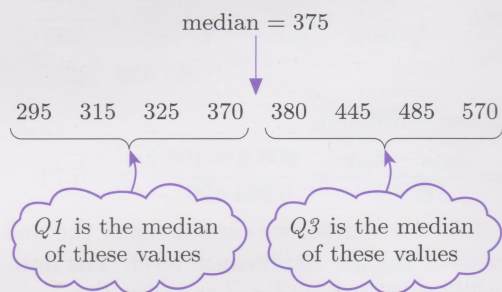 median = 375
295 315 325 370 380 445 485 570
Q1 is the median
of these values
Q3 is the median
of these values